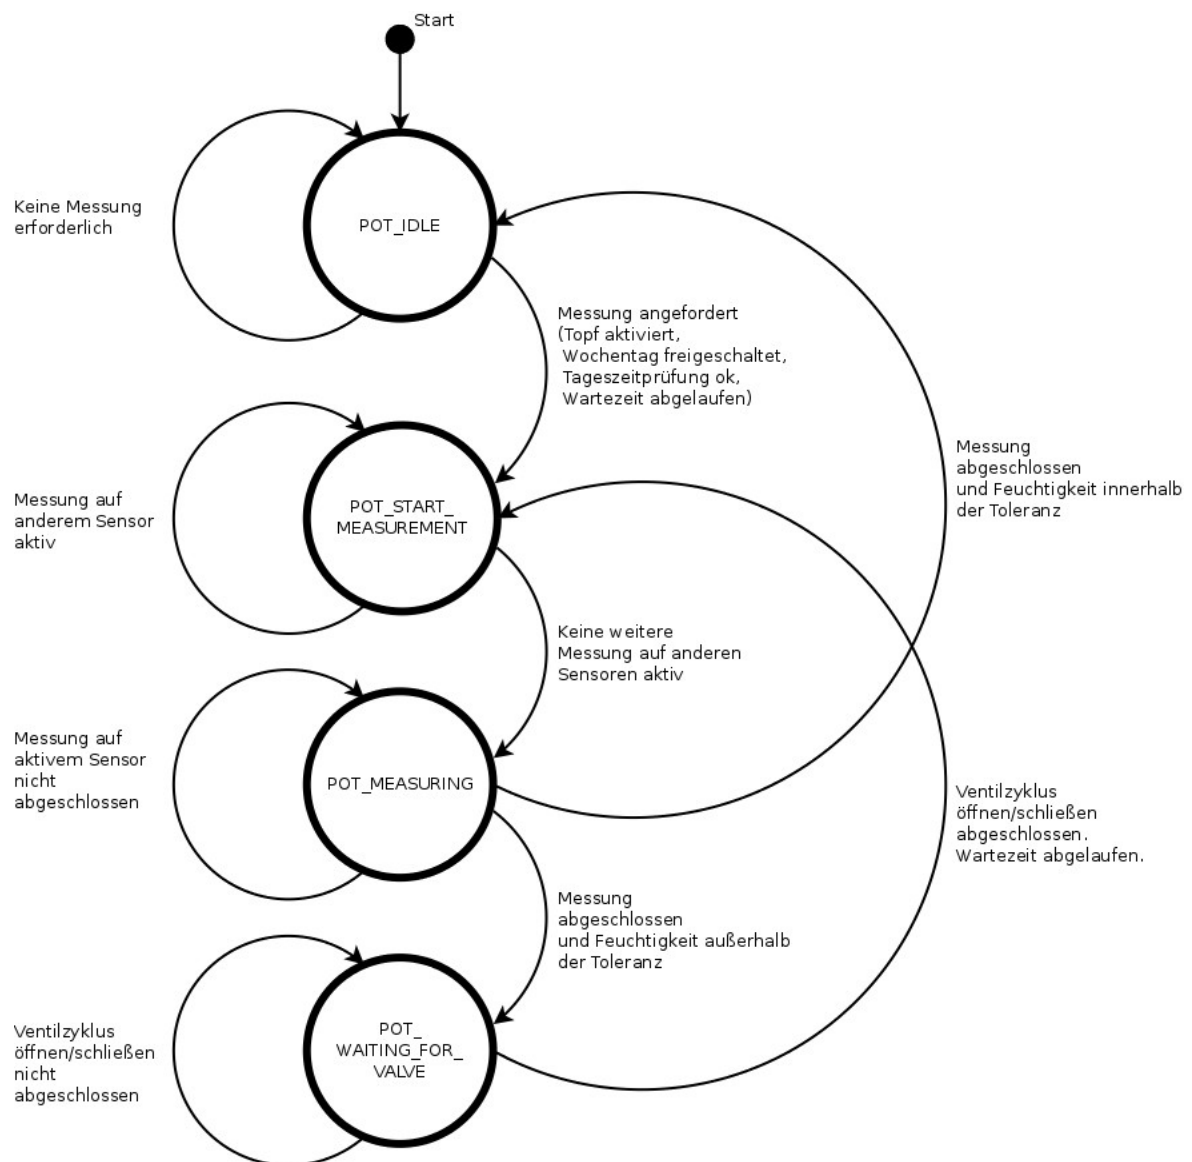 Start
Keine Messung
erforderlich
POT_IDLE
Messung angefordert
(Topf aktiviert,
Wochentag freigeschaltet,
Tageszeitprüfung ok,
Wartezeit abgelaufen)
Messung
abgeschlossen
und Feuchtigkeit innerhalb
der Toleranz
Messung auf
anderem Sensor
aktiv
POT_START_
MEASUREMENT
Keine weitere
Messung auf anderen
Sensoren aktiv
Messung auf
aktivem Sensor
nicht
abgeschlossen
POT_MEASURING
Ventilzyklus
öffnen/schließen
abgeschlossen.
Wartezeit abgelaufen.
Messung
abgeschlossen
und Feuchtigkeit außerhalb
der Toleranz
Ventilzyklus
öffnen/schließen
nicht
abgeschlossen
POT_
WAITING_FOR_
VALVE